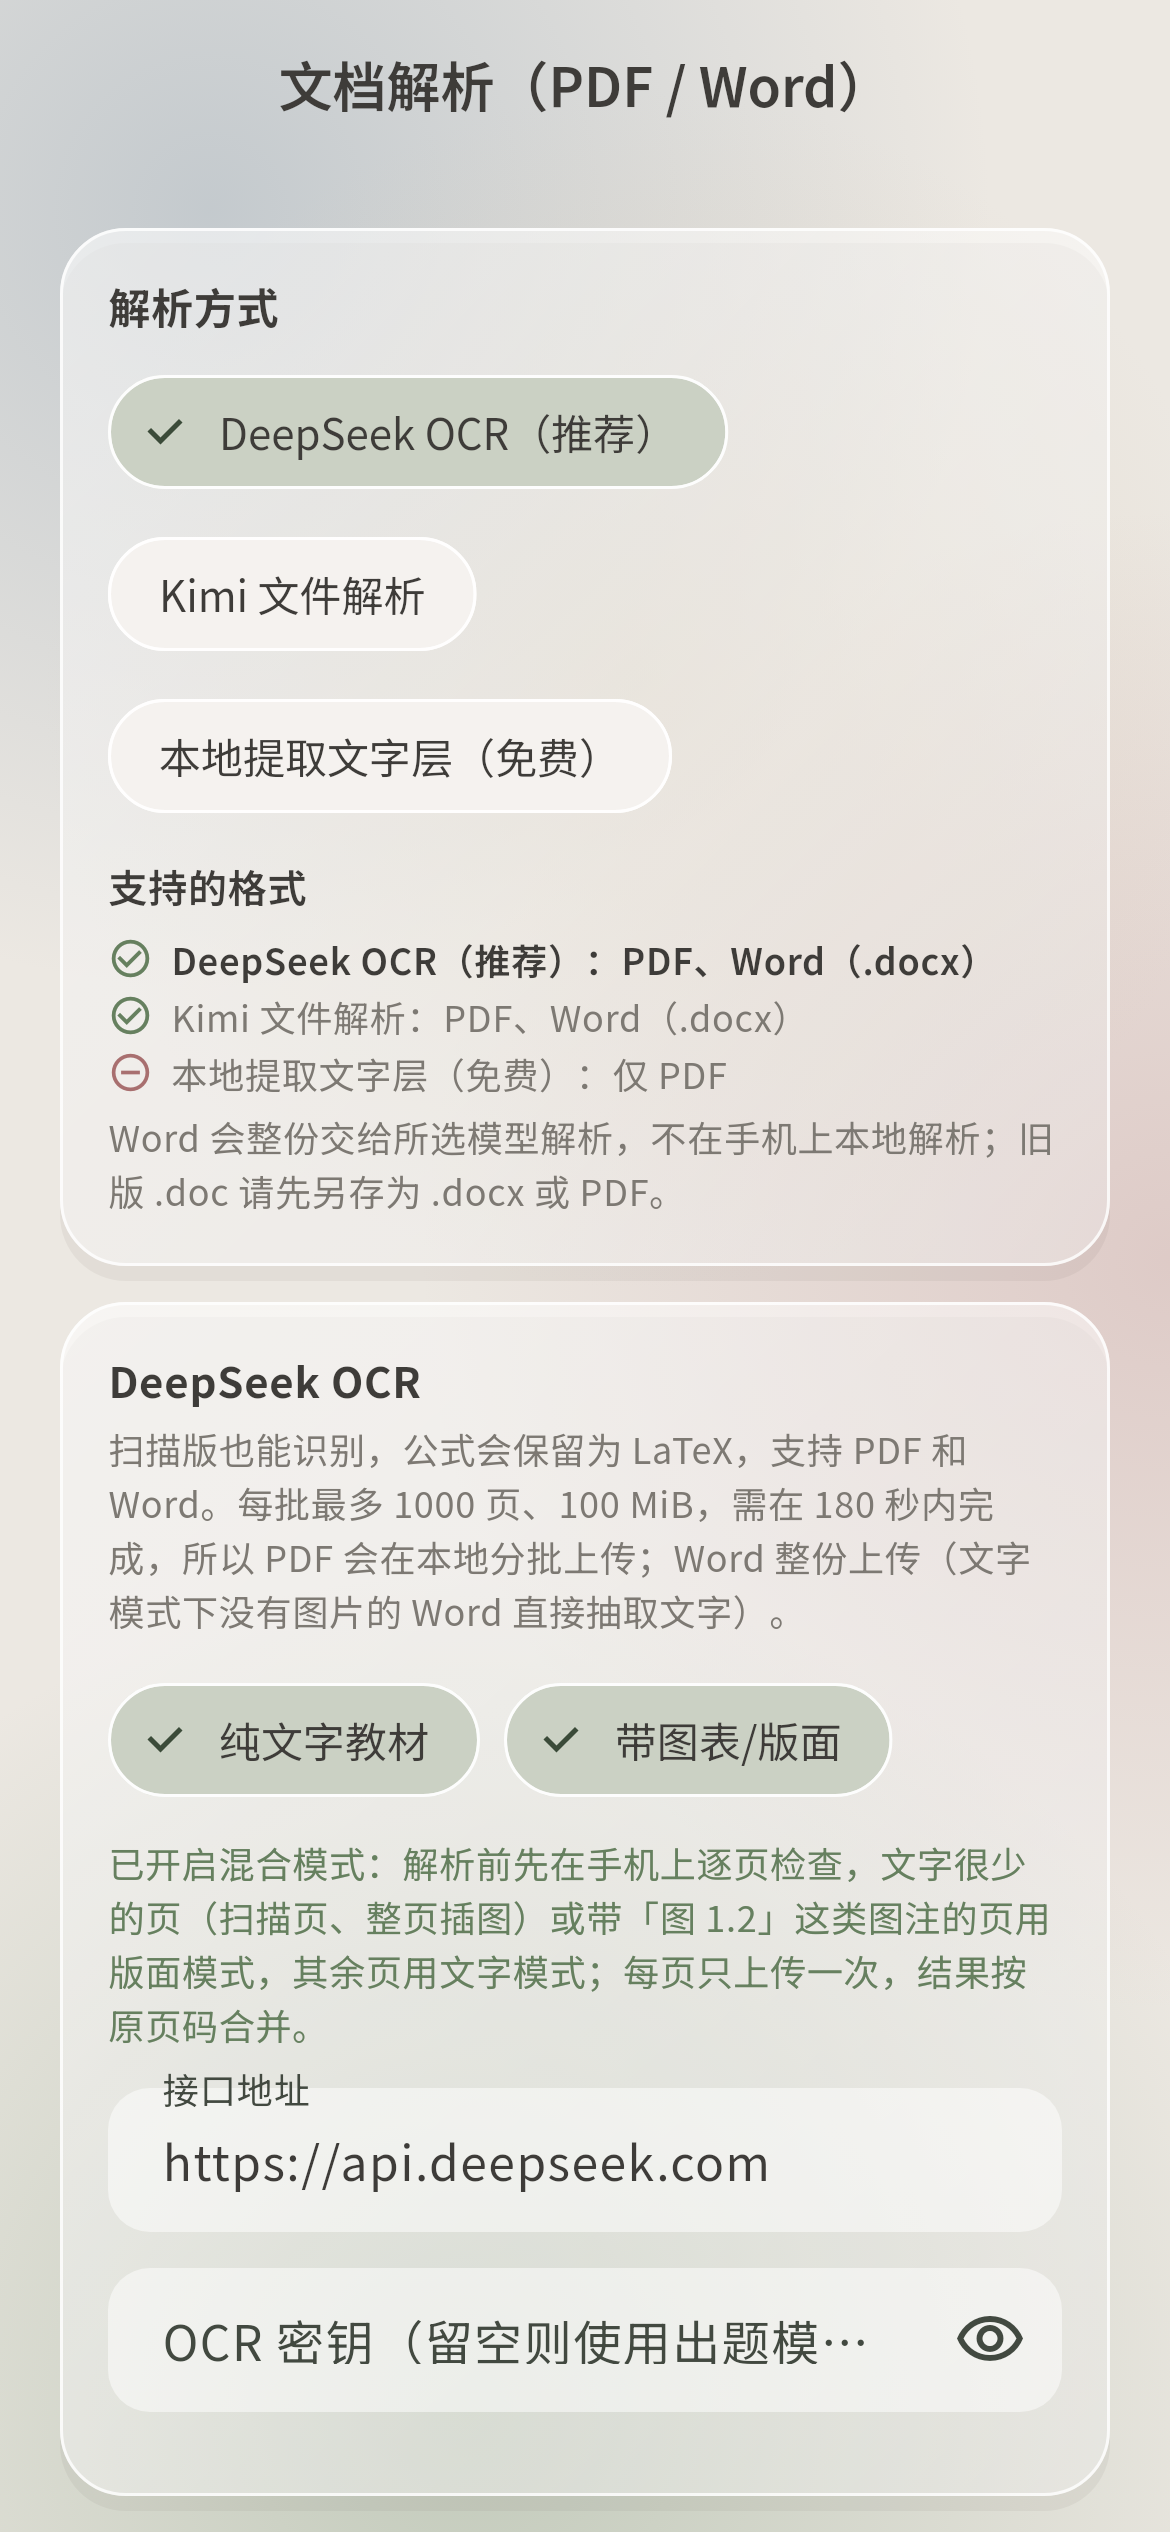 文档解析（PDF / Word）
解析方式
DeepSeek OCR（推荐）
Kimi 文件解析
本地提取文字层（免费）
支持的格式
DeepSeek OCR（推荐）：PDF、Word（.docx）
Kimi 文件解析：PDF、Word（.docx）
本地提取文字层（免费）：仅 PDF
Word 会整份交给所选模型解析，不在手机上本地解析；旧
版 .doc 请先另存为 .docx 或 PDF。
DeepSeek OCR
扫描版也能识别，公式会保留为 LaTeX，支持 PDF 和
Word。每批最多 1000 页、100 MiB，需在 180 秒内完
成，所以 PDF 会在本地分批上传；Word 整份上传（文字
模式下没有图片的 Word 直接抽取文字）。
纯文字教材
带图表/版面
已开启混合模式：解析前先在手机上逐页检查，文字很少
的页（扫描页、整页插图）或带「图 1.2」这类图注的页用
版面模式，其余页用文字模式；每页只上传一次，结果按
原页码合并。
接口地址
https://api.deepseek.com
OCR 密钥（留空则使用出题模…